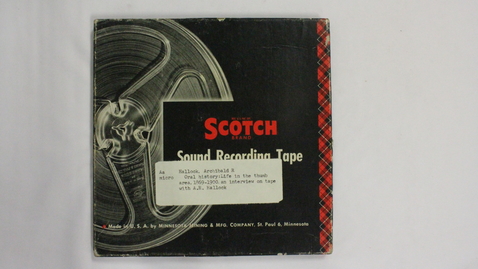 SCOTCH
BRAND
Sound Recording Tape
Hallock, Archibald R
Oral history:Life in the thumb
area, 1890-1900 an interview on tape
with A.R. Hallock
Made in U. S. A. by MINNESOTA MINING & MFG. COMPANY, St. Paul 6, Minnesota